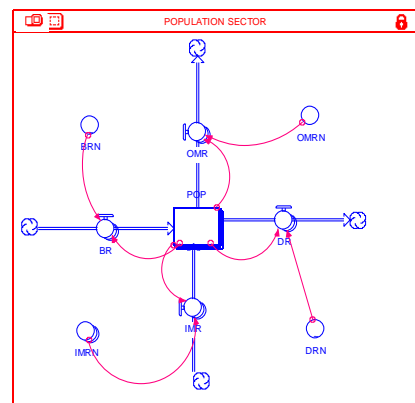 POPULATION SECTOR
BRN
OMR
OMRN
POP
BR
DR
IMR
IMRN
DRN